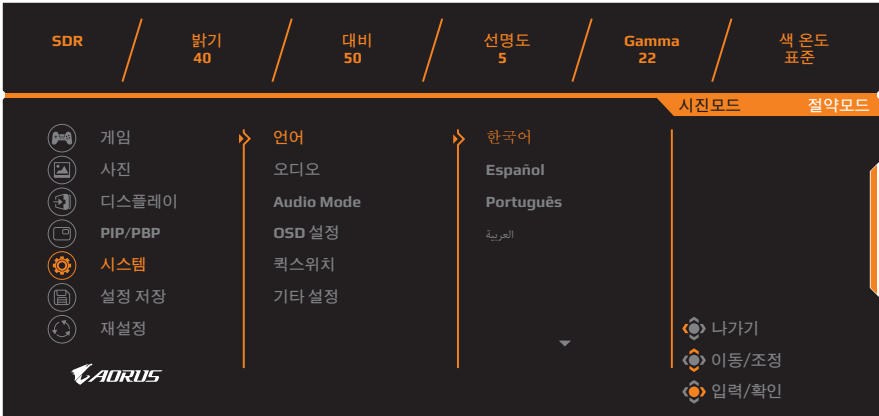 SDR
밝기
40
대비
50
선명도
5
Gamma
22
색 온도
표준
시진모드
절약모드
게임
사진
디스플레이
PIP/PBP
시스템
설정 저장
재설정
언어
오디오
Audio Mode
OSD 설정
퀵스위치
기타 설정
한국어
Español
Português
العربية
나가기
이동/조정
입력/확인
AORUS